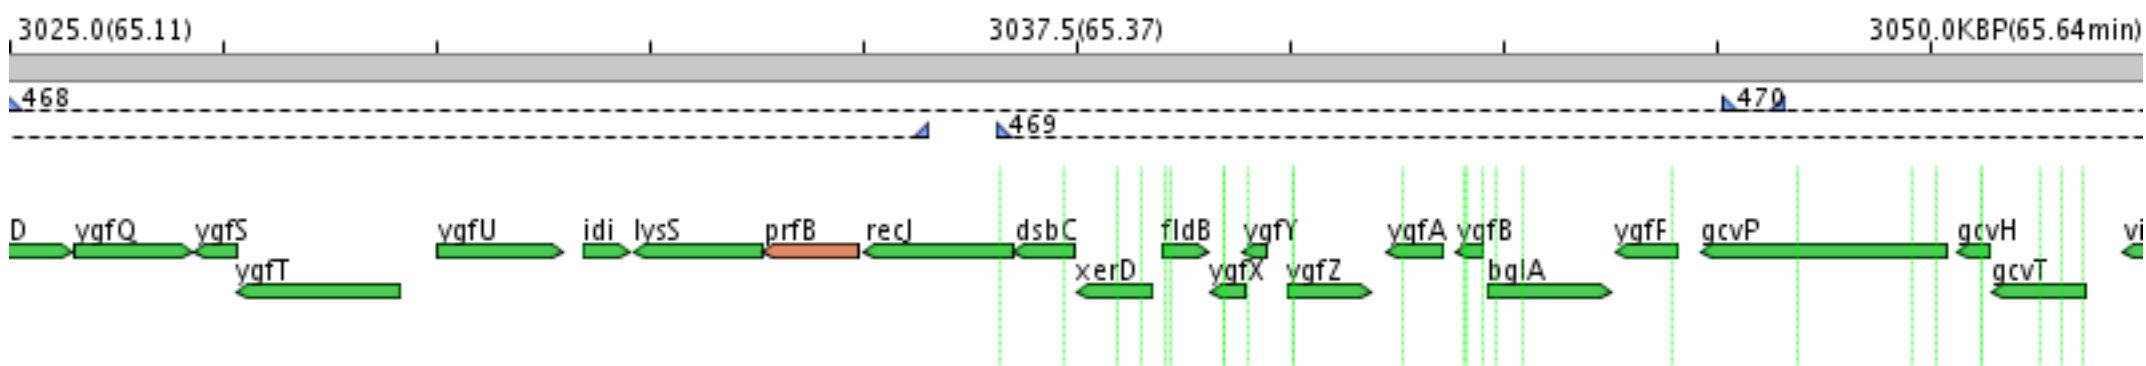 3025.0(65.11) 3037.5(65.37) 3050.0KBP(65.64min)
468 470
469
D ygfQ ygfS ygfU idi lysS prfB recJ dsbC fldB ygfY ygfA ygfB ygfF gcvP gcvH vi
ygfT xerD ygfX ygfZ bglA gcvT